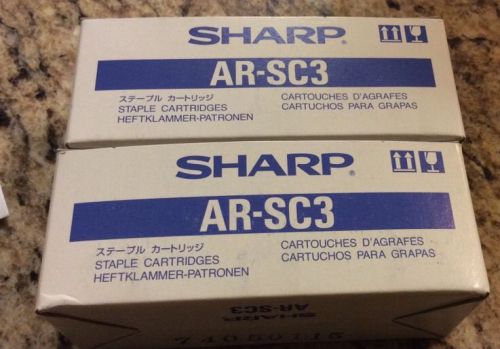 SHARP®
AR-SC3
ステープル カートリッジ
STAPLE CARTRIDGES
HEFTKLAMMER-PATRONEN
CARTOUCHES D'AGRAFES
CARTUCHOS PARA GRAPAS
SHARP®
AR-SC3
ステープル カートリッジ
STAPLE CARTRIDGES
HEFTKLAMMER-PATRONEN
CARTOUCHES D'AGRAFES
CARTUCHOS PARA GRAPAS
SHARP
AR-SC3